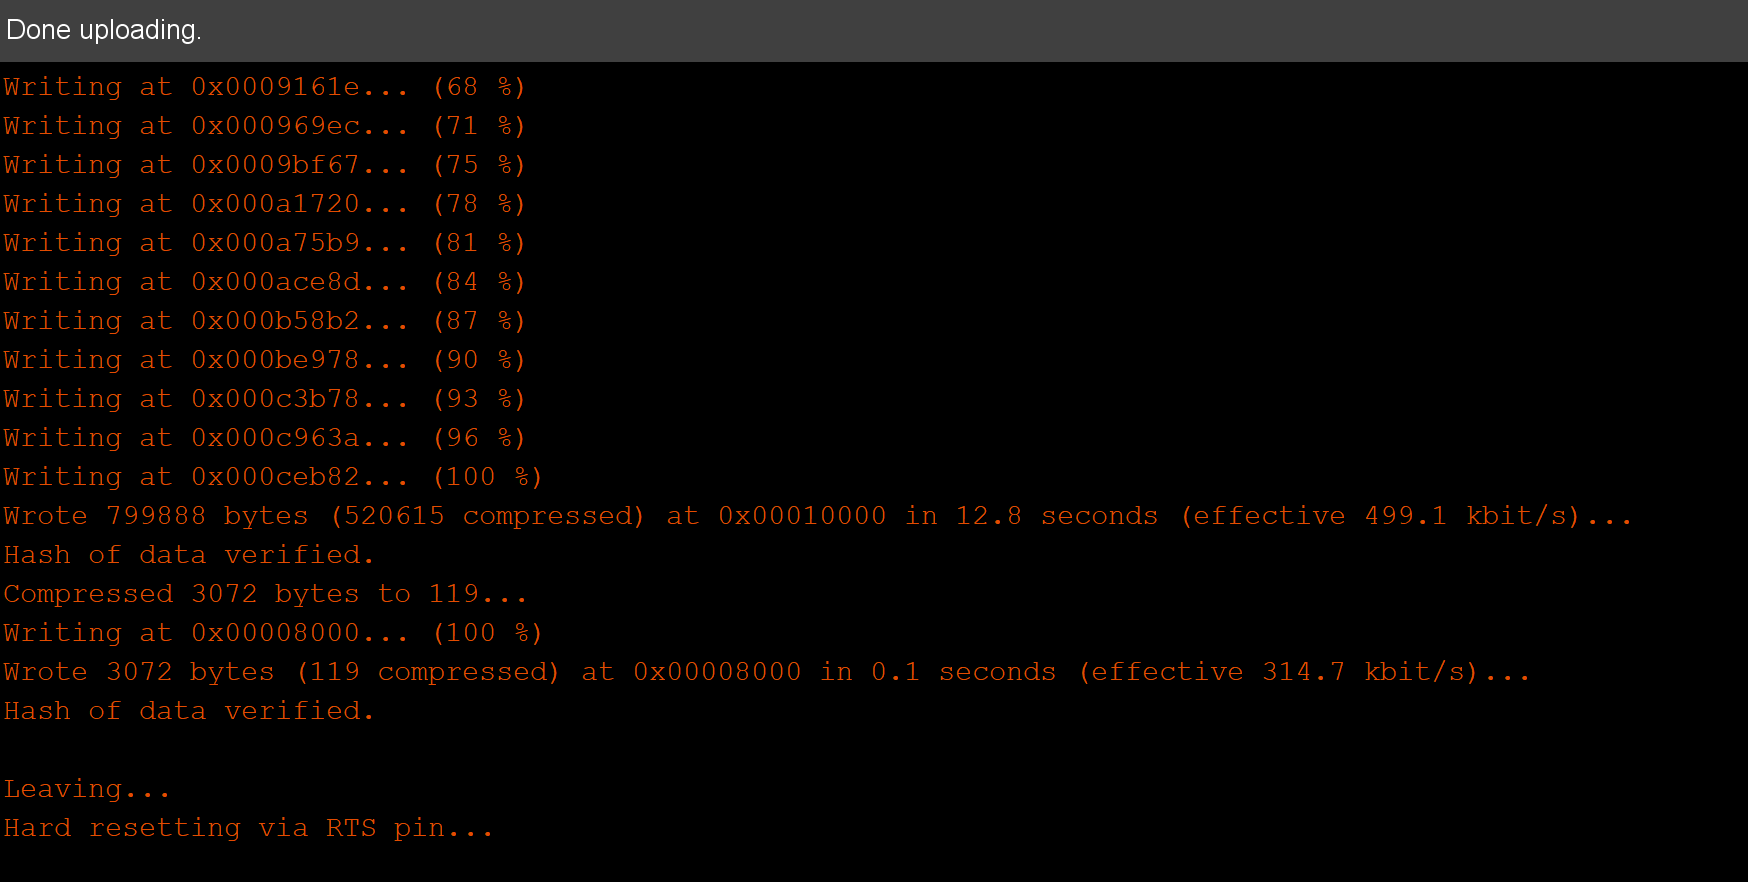 Done uploading.
Writing at 0x0009161e... (68 %)
Writing at 0x000969ec... (71 %)
Writing at 0x0009bf67... (75 %)
Writing at 0x000a1720... (78 %)
Writing at 0x000a75b9... (81 %)
Writing at 0x000ace8d... (84 %)
Writing at 0x000b58b2... (87 %)
Writing at 0x000be978... (90 %)
Writing at 0x000c3b78... (93 %)
Writing at 0x000c963a... (96 %)
Writing at 0x000ceb82... (100 %)
Wrote 799888 bytes (520615 compressed) at 0x00010000 in 12.8 seconds (effective 499.1 kbit/s)...
Hash of data verified.
Compressed 3072 bytes to 119...
Writing at 0x00008000... (100 %)
Wrote 3072 bytes (119 compressed) at 0x00008000 in 0.1 seconds (effective 314.7 kbit/s)...
Hash of data verified.
Leaving...
Hard resetting via RTS pin...